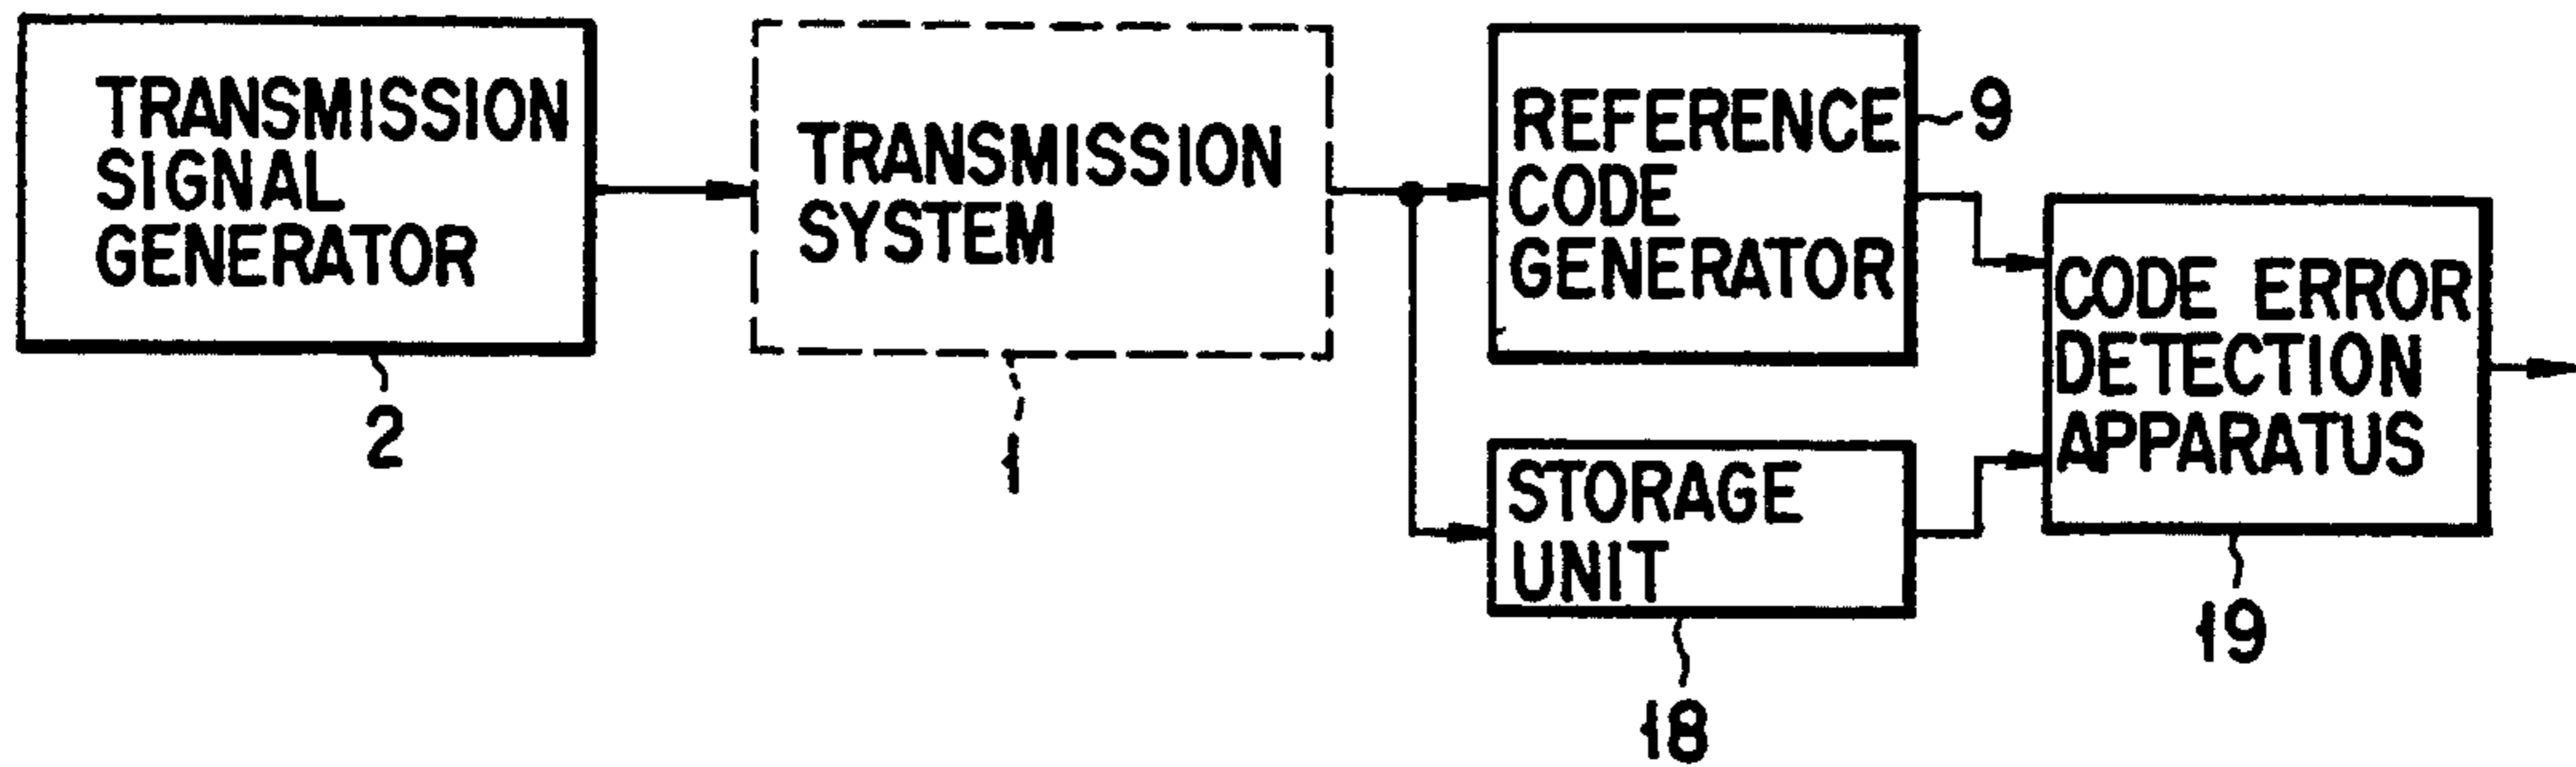 TRANSMISSION
SIGNAL
GENERATOR
2
TRANSMISSION
SYSTEM
1
REFERENCE
CODE
GENERATOR
9
STORAGE
UNIT
18
CODE ERROR
DETECTION
APPARATUS
19